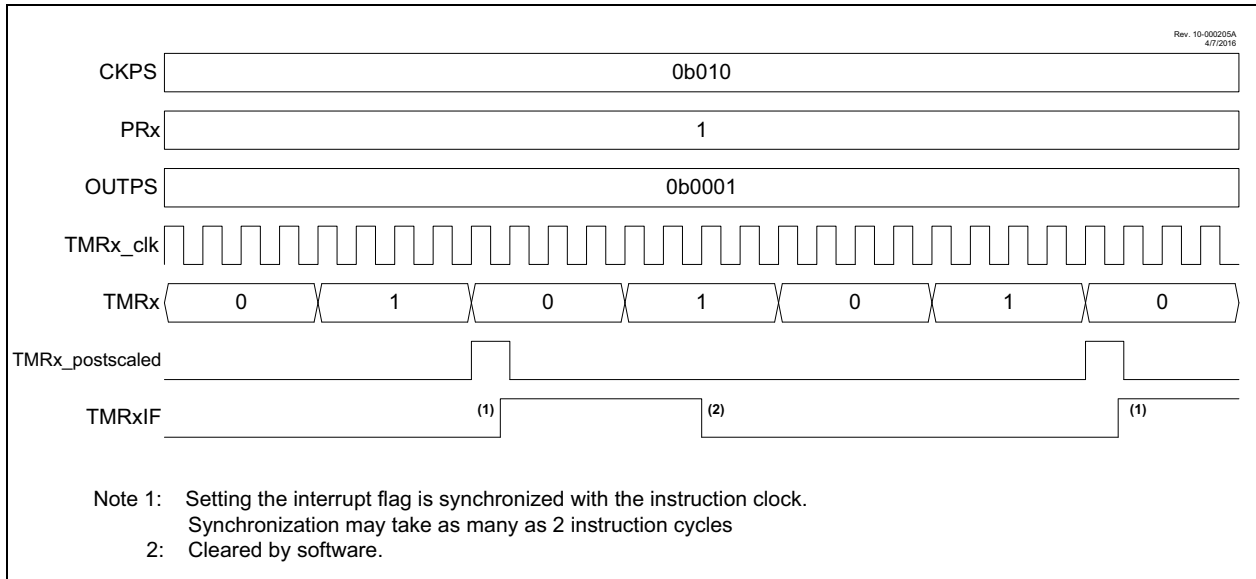 Rev. 10-000205A
4/7/2016
CKPS 0b010
PRx 1
OUTPS 0b0001
TMRx_clk
TMRx 0 1 0 1 0 1 0
TMRx_postscaled
TMRxIF (1) (2) (1)
Note 1: Setting the interrupt flag is synchronized with the instruction clock.
Synchronization may take as many as 2 instruction cycles
2: Cleared by software.